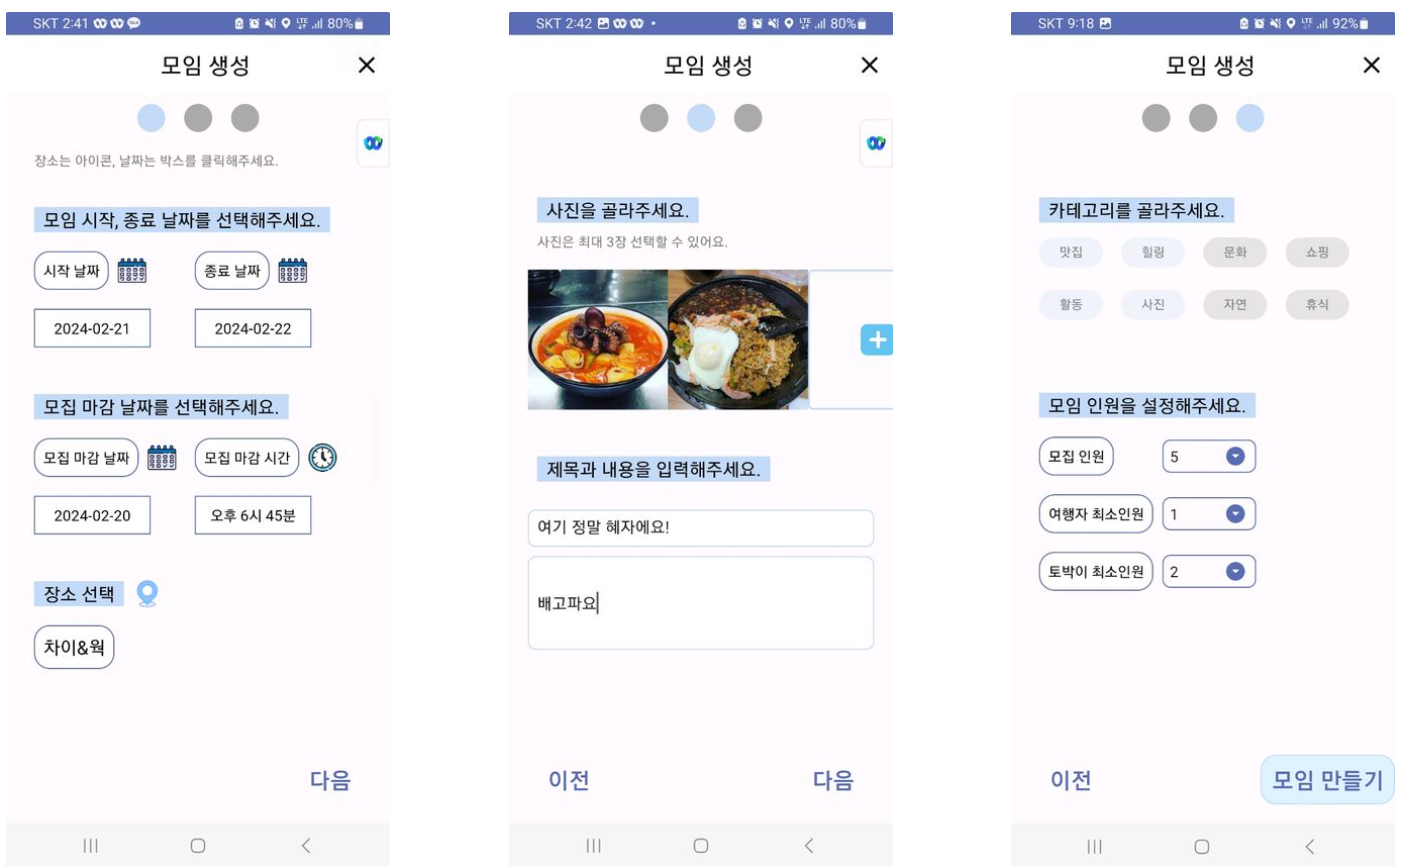 SKT 2:41
80%
모임 생성
장소는 아이콘, 날짜는 박스를 클릭해주세요.
모임 시작, 종료 날짜를 선택해주세요.
시작 날짜 종료 날짜
2024-02-21 2024-02-22
모집 마감 날짜를 선택해주세요.
모집 마감 날짜 모집 마감 시간
2024-02-20 오후 6시 45분
장소 선택
차이&웍
다음
SKT 2:42
LTE 80%
모임 생성
사진을 골라주세요.
사진은 최대 3장 선택할 수 있어요.
제목과 내용을 입력해주세요.
여기 정말 혜자에요!
배고파요
이전 다음
SKT 9:18
LTE 92%
모임 생성
카테고리를 골라주세요.
맛집 힐링 문화 쇼핑
활동 사진 자연 휴식
모임 인원을 설정해주세요.
모집 인원 5
여행자 최소인원 1
토박이 최소인원 2
이전 모임 만들기